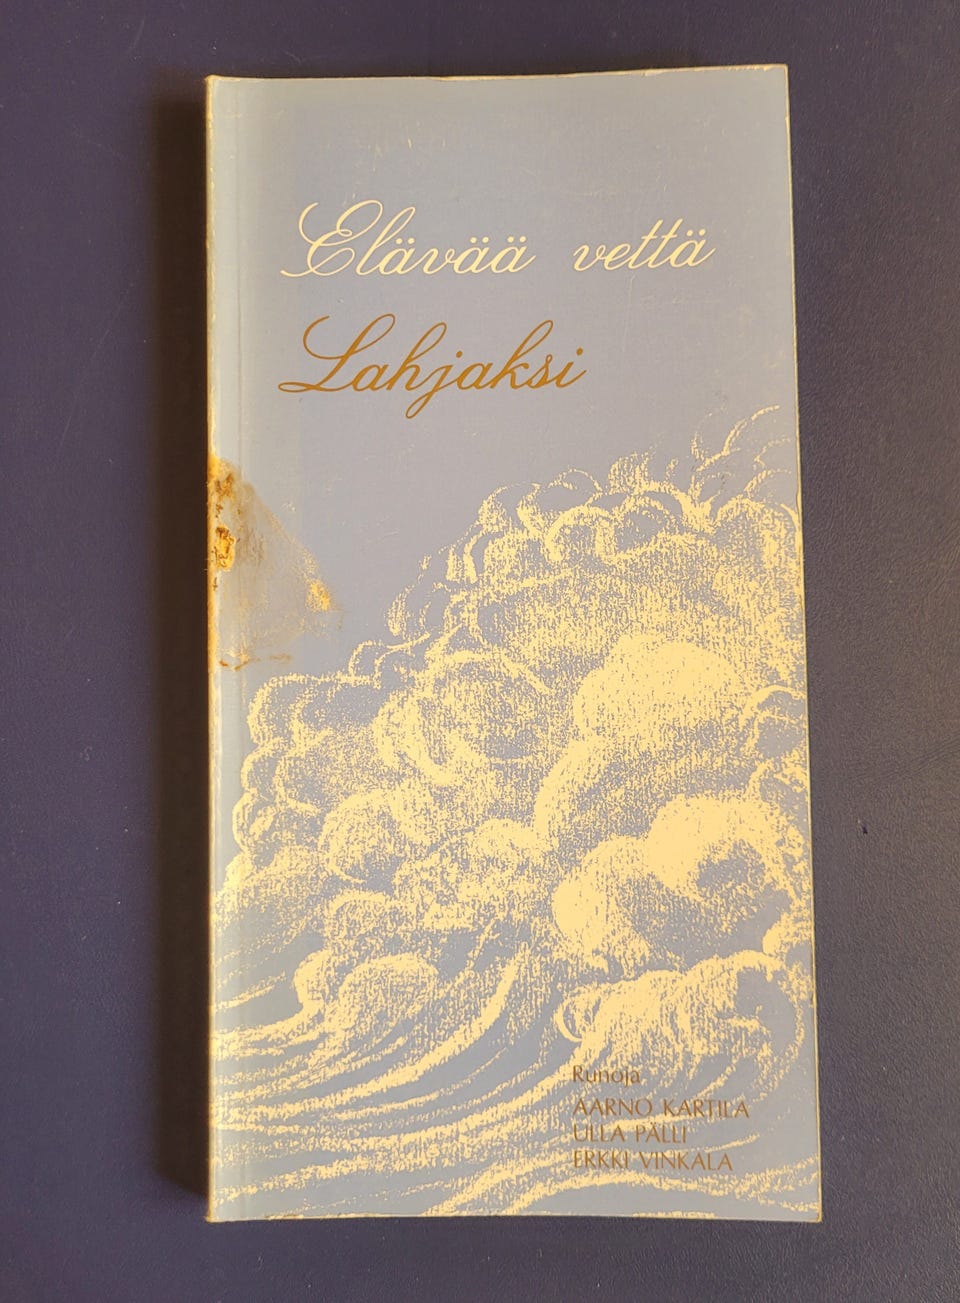 Elävää vettä
Lahjaksi
Runoja
AARNO KARTILA
ULLA PÄLLI
ERKKI VINKALA